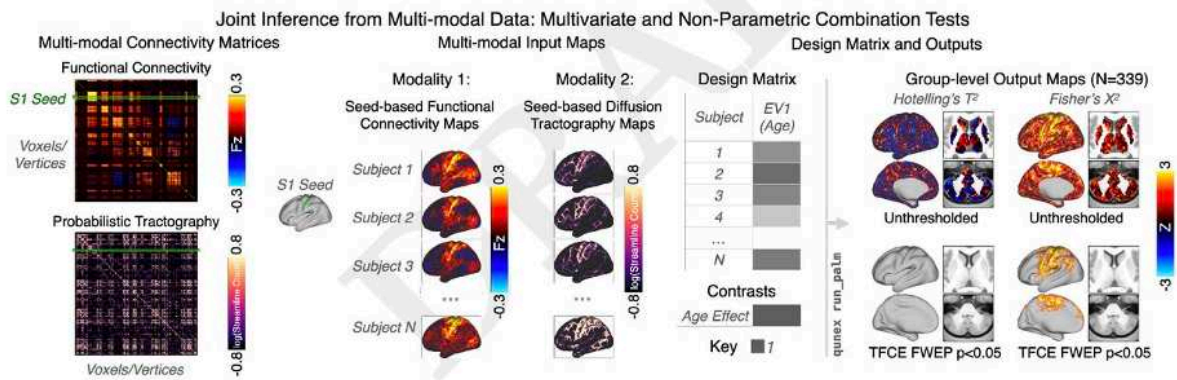 Joint Inference from Multi-modal Data: Multivariate and Non-Parametric Combination Tests
Multi-modal Connectivity Matrices
Functional Connectivity
S1 Seed
Voxels/
Vertices
0.3
Fz
-0.3
Probabilistic Tractography
0.8
log(Streamline Count)
-0.8
Voxels/Vertices
Multi-modal Input Maps
S1 Seed
Modality 1:
Seed-based Functional
Connectivity Maps
Subject 1
Subject 2
Subject 3
...
Subject N
0.3
Fz
-0.3
Modality 2:
Seed-based Diffusion
Tractography Maps
...
0.8
log(Streamline Count)
-0.8
Design Matrix and Outputs
Design Matrix
Subject
EV1
(Age)
1
2
3
4
...
N
Contrasts
Age Effect
Key
1
qunex run_palm
Group-level Output Maps (N=339)
Hotelling's T²
Fisher's X²
Unthresholded
Unthresholded
TFCE FWEP p<0.05
TFCE FWEP p<0.05
3
Z
-3
DRAF